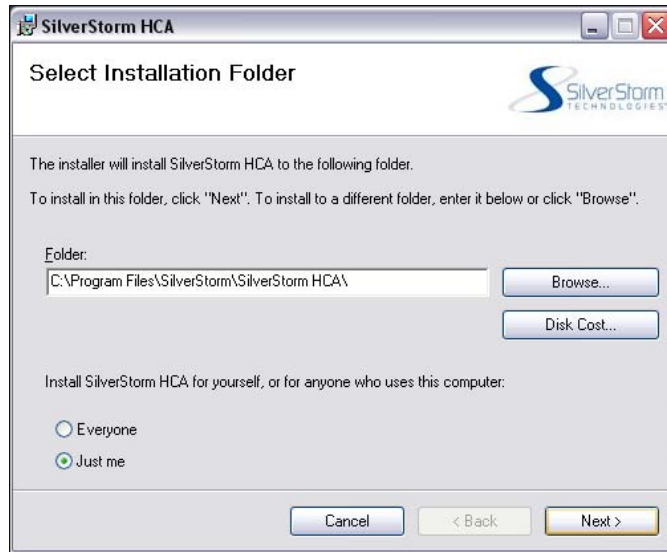 SilverStorm HCA
Select Installation Folder
SilverStorm
TECHNOLOGIES
The installer will install SilverStorm HCA to the following folder.
To install in this folder, click "Next". To install to a different folder, enter it below or click "Browse".
Folder:
C:\Program Files\SilverStorm\SilverStorm HCA\
Browse...
Disk Cost...
Install SilverStorm HCA for yourself, or for anyone who uses this computer:
Everyone
Just me
Cancel
< Back
Next >